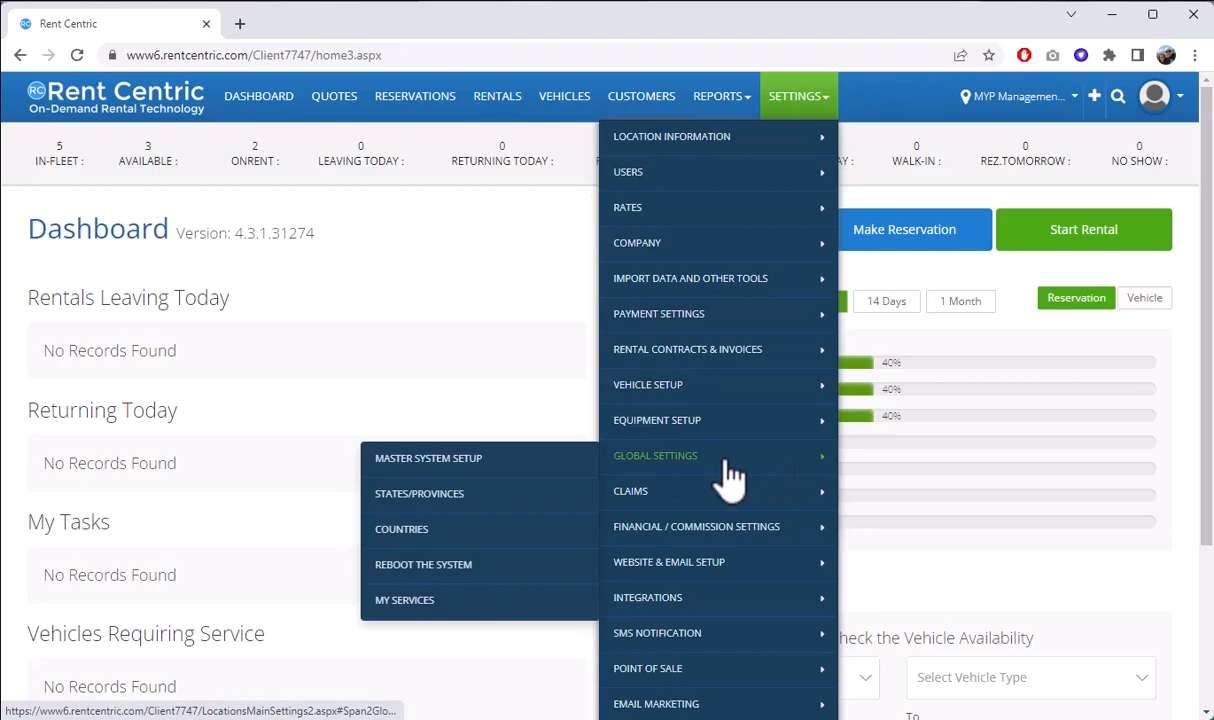 Rent Centric
www6.rentcentric.com/Client7747/home3.aspx
RC Rent Centric
On-Demand Rental Technology
DASHBOARD QUOTES RESERVATIONS RENTALS VEHICLES CUSTOMERS REPORTS SETTINGS MYP Managemen...
5 3 2 0 0 0 0 0
IN-FLEET : AVAILABLE : ONRENT : LEAVING TODAY : RETURNING TODAY : AY : WALK-IN : REZ.TOMORROW : NO SHOW :
Dashboard Version: 4.3.1.31274
Make Reservation Start Rental
Rentals Leaving Today
14 Days 1 Month Reservation Vehicle
No Records Found
40%
40%
40%
Returning Today
No Records Found
My Tasks
No Records Found
Vehicles Requiring Service
No Records Found
LOCATION INFORMATION
USERS
RATES
COMPANY
IMPORT DATA AND OTHER TOOLS
PAYMENT SETTINGS
RENTAL CONTRACTS & INVOICES
VEHICLE SETUP
EQUIPMENT SETUP
GLOBAL SETTINGS
CLAIMS
FINANCIAL / COMMISSION SETTINGS
WEBSITE & EMAIL SETUP
INTEGRATIONS
SMS NOTIFICATION
POINT OF SALE
EMAIL MARKETING
MASTER SYSTEM SETUP
STATES/PROVINCES
COUNTRIES
REBOOT THE SYSTEM
MY SERVICES
heck the Vehicle Availability
Select Vehicle Type
To
https://www6.rentcentric.com/Client7747/LocationsMainSettings2.aspx#Span2Glo...